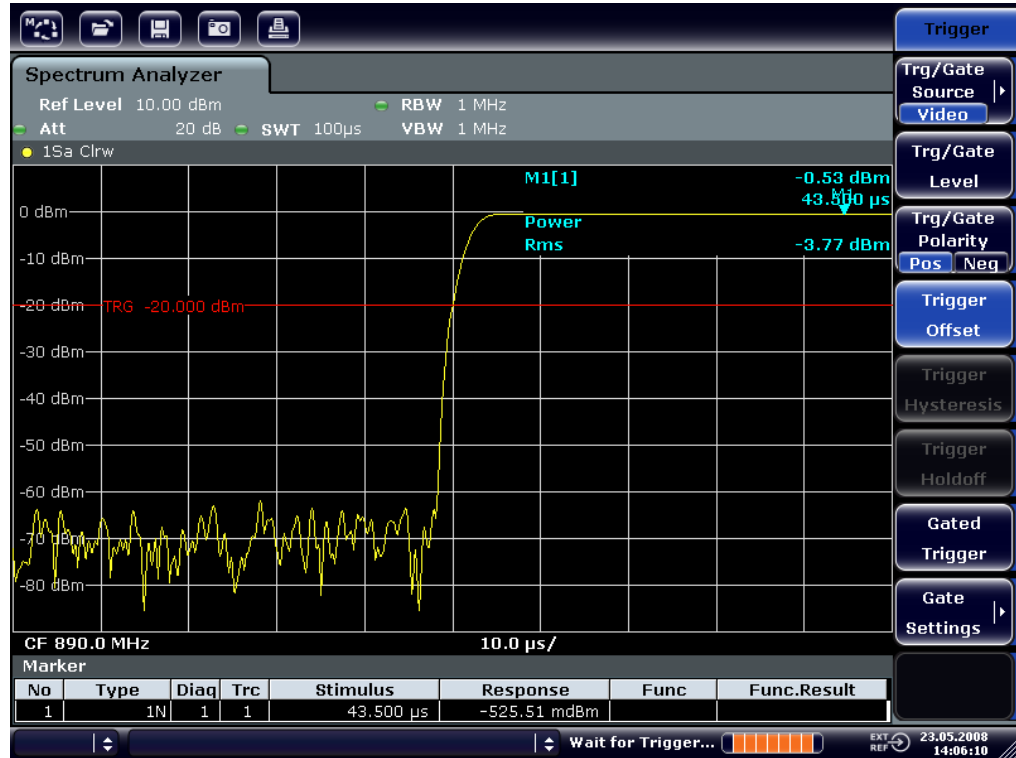 Trigger
Spectrum Analyzer
Ref Level 10.00 dBm RBW 1 MHz
Att 20 dB SWT 100µs VBW 1 MHz
1Sa Clrw
M1[1] -0.53 dBm
43.500 µs
M1
Power
Rms -3.77 dBm
0 dBm
-10 dBm
-20 dBm TRG -20.000 dBm
-30 dBm
-40 dBm
-50 dBm
-60 dBm
-70 dBm
-80 dBm
CF 890.0 MHz 10.0 µs/
Marker
No Type Diag Trc Stimulus Response Func Func.Result
1 1N 1 1 43.500 µs -525.51 mdBm
Wait for Trigger...
EXT REF
23.05.2008
14:06:10
Trg/Gate
Source
Video
Trg/Gate
Level
Trg/Gate
Polarity
Pos Neg
Trigger
Offset
Trigger
Hysteresis
Trigger
Holdoff
Gated
Trigger
Gate
Settings